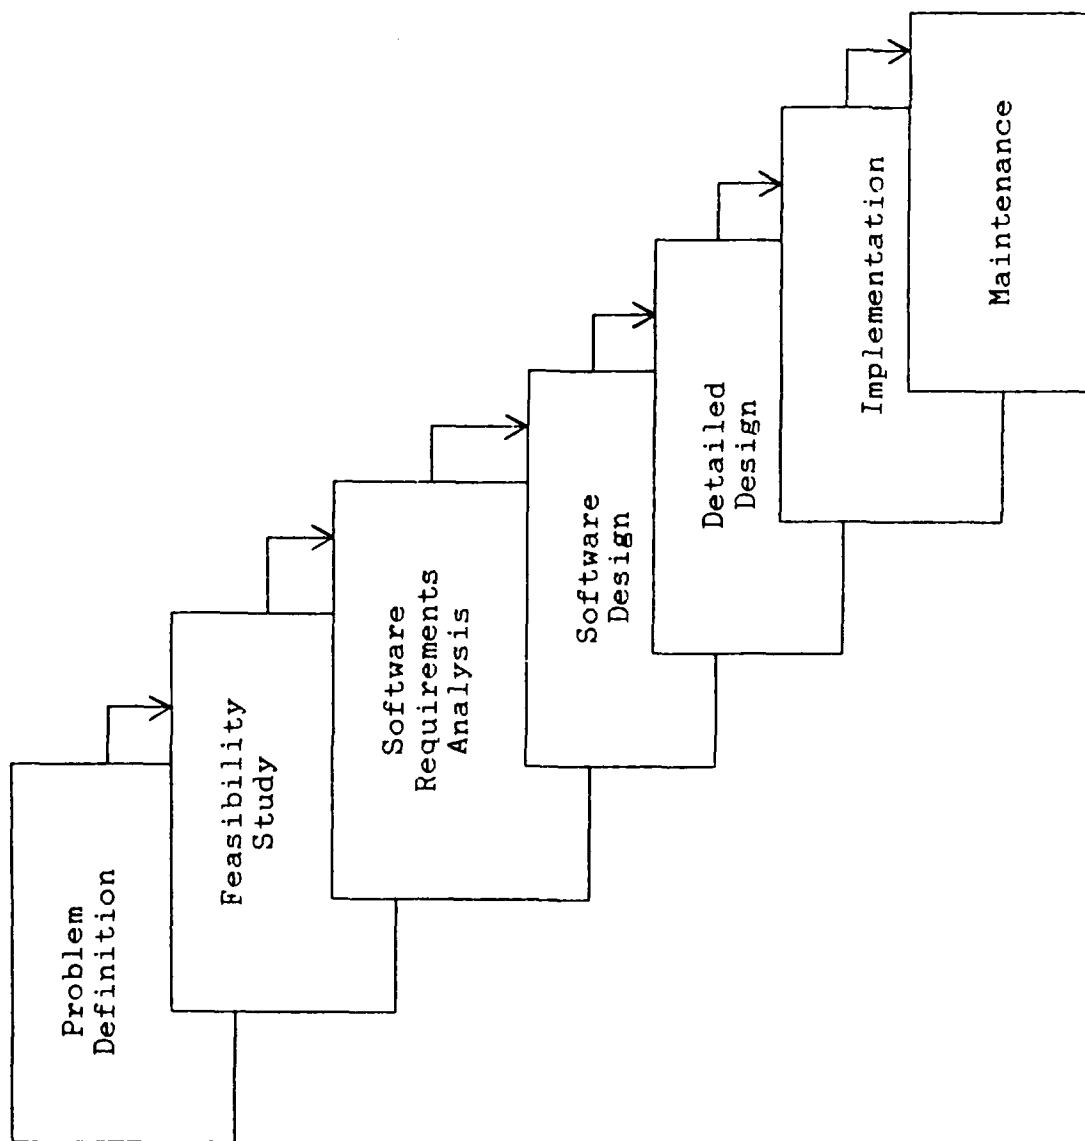 Problem
Definition
Feasibility
Study
Software
Requirements
Analysis
Software
Design
Detailed
Design
Implementation
Maintenance